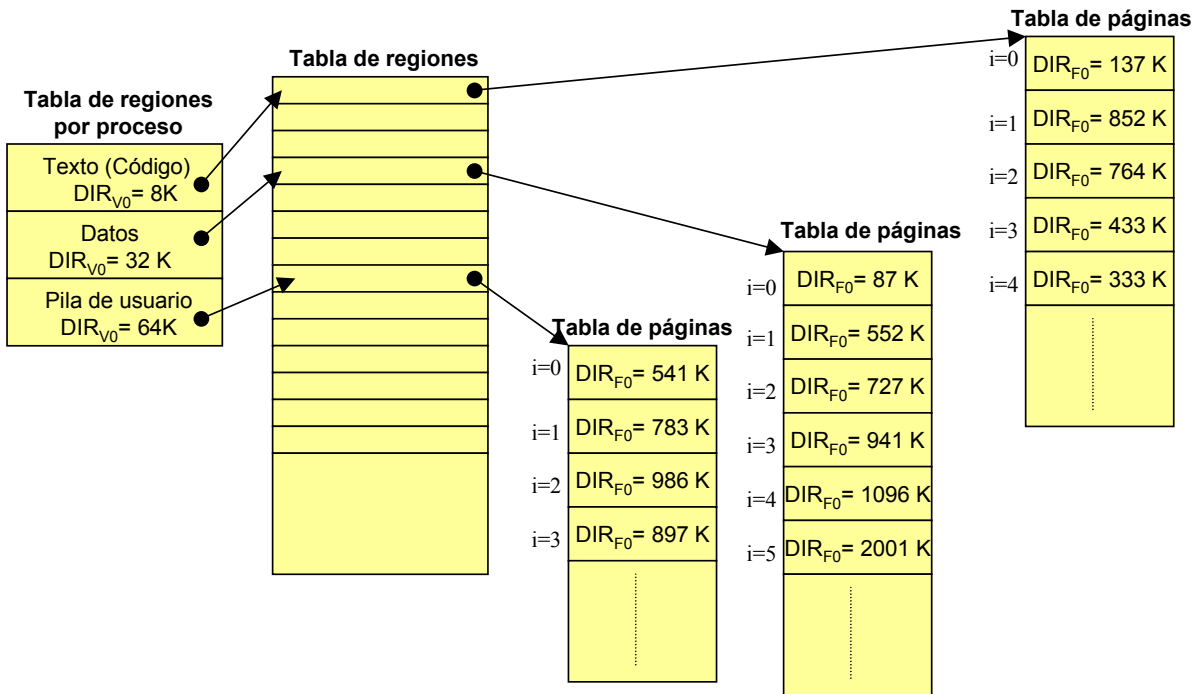 Tabla de regiones
por proceso
Texto (Código)
DIRV0= 8K
Datos
DIRV0= 32 K
Pila de usuario
DIRV0= 64K
Tabla de regiones
Tabla de páginas
i=0 DIRF0= 541 K
i=1 DIRF0= 783 K
i=2 DIRF0= 986 K
i=3 DIRF0= 897 K
Tabla de páginas
i=0 DIRF0= 87 K
i=1 DIRF0= 552 K
i=2 DIRF0= 727 K
i=3 DIRF0= 941 K
i=4 DIRF0= 1096 K
i=5 DIRF0= 2001 K
Tabla de páginas
i=0 DIRF0= 137 K
i=1 DIRF0= 852 K
i=2 DIRF0= 764 K
i=3 DIRF0= 433 K
i=4 DIRF0= 333 K